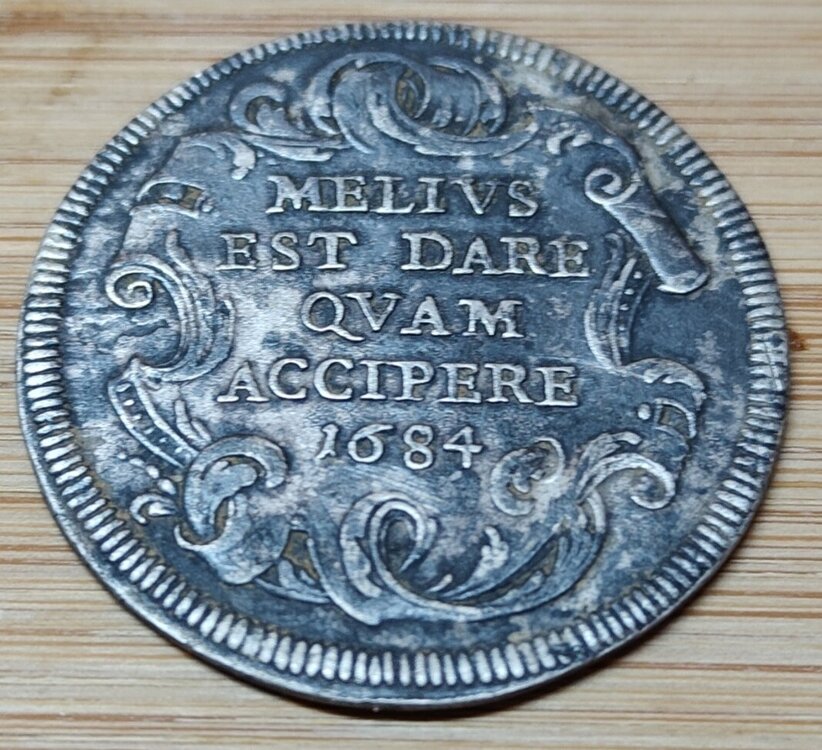 MELIVS
EST DARE
QVAM
ACCIPERE
1684